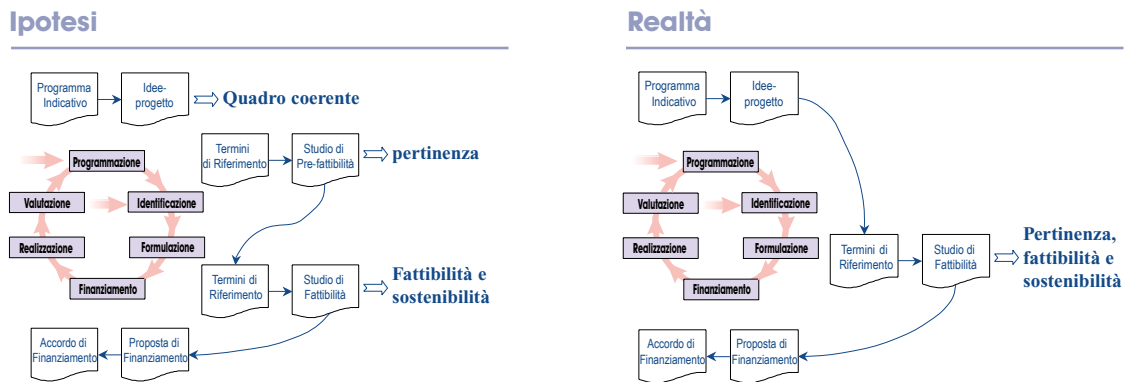 Ipotesi
Programma
Indicativo
Idee-
progetto
Quadro coerente
Termini
di Riferimento
Studio di
Pre-fattibilità
pertinenza
Programmazione
Valutazione
Identificazione
Realizzazione
Formulazione
Finanziamento
Termini di
Riferimento
Studio di
Fattibilità
Fattibilità e
sostenibilità
Accordo di
Finanziamento
Proposta di
Finanziamento
Realtà
Programma
Indicativo
Idee-
progetto
Programmazione
Valutazione
Identificazione
Realizzazione
Formulazione
Finanziamento
Termini di
Riferimento
Studio di
Fattibilità
Pertinenza,
fattibilità e
sostenibilità
Accordo di
Finanziamento
Proposta di
Finanziamento